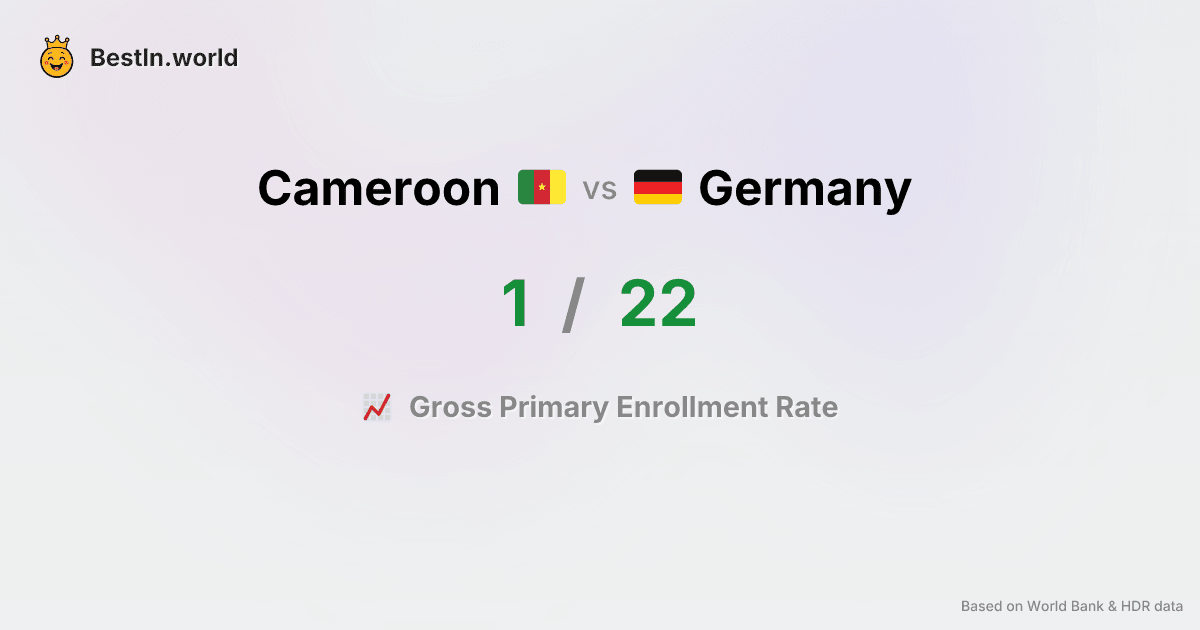 BestIn.world
Cameroon vs Germany
1 / 22
Gross Primary Enrollment Rate
Based on World Bank & HDR data